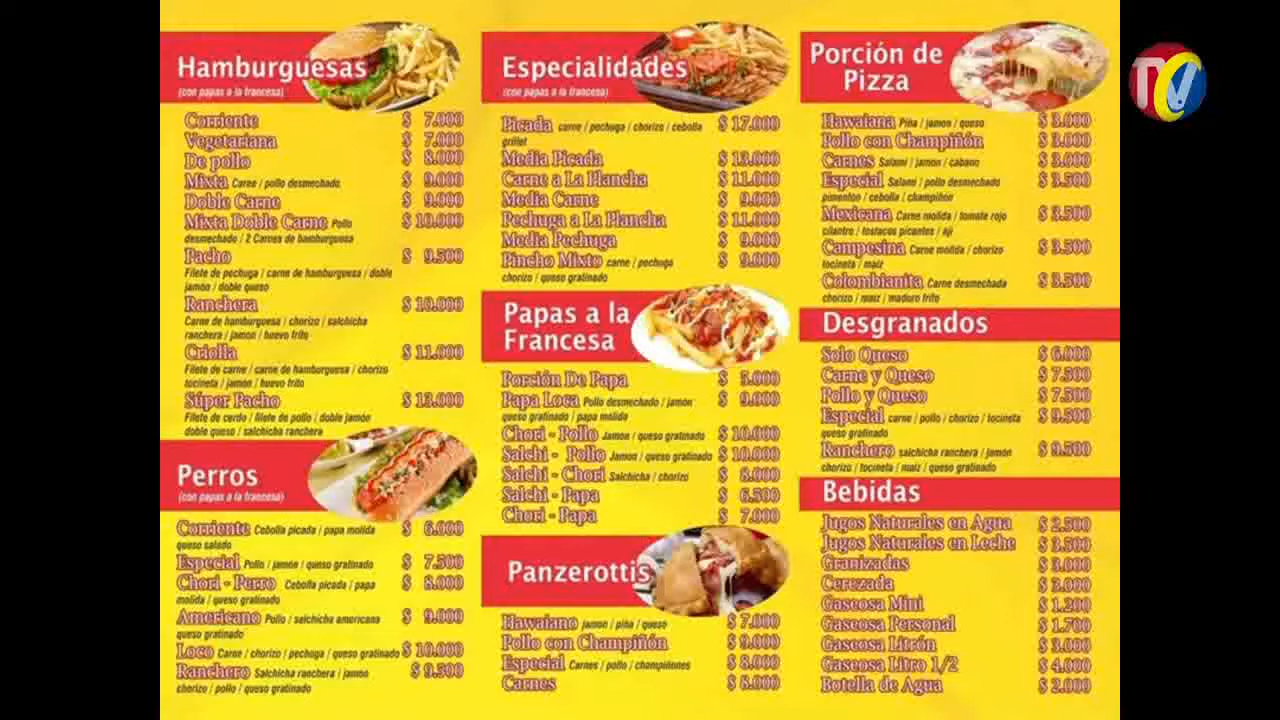 Hamburguesas
(con papas a la francesa)
Corriente $ 7.000
Vegetariana $ 7.000
De pollo $ 8.000
Mixta Carne / pollo desmechado $ 9.000
Doble Carne $ 9.000
Mixta Doble Carne Pollo $ 10.000
desmechado / 2 Carnes de hamburguesa
Pacho $ 9.500
Filete de pechuga / carne de hamburguesa / doble
jamón / doble queso
Ranchera $ 10.000
Carne de hamburguesa / chorizo / salchicha
ranchera / jamón / huevo frito
Criolla $ 11.000
Filete de carne / carne de hamburguesa / chorizo
tocineta / jamón / huevo frito
Súper Pacho $ 13.000
Filete de cerdo / filete de pollo / doble jamón
doble queso / salchicha ranchera
Perros
(con papas a la francesa)
Corriente Cebolla picada / papa molida $ 6.000
queso salado
Especial Pollo / jamón / queso gratinado $ 7.500
Chori - Perro Cebolla picada / papa $ 8.000
molida / queso gratinado
Americano Pollo / salchicha americana $ 9.000
queso gratinado
Loco Carne / chorizo / pechuga / queso gratinado $ 10.000
Ranchero Salchicha ranchera / jamón $ 9.500
chorizo / pollo / queso gratinado
Especialidades
(con papas a la francesa)
Picada carne / pechuga / chorizo / cebolla $ 17.000
grillet
Media Picada $ 13.000
Carne a La Plancha $ 11.000
Media Carne $ 9.000
Pechuga a La Plancha $ 11.000
Media Pechuga $ 9.000
Pincho Mixto carne / pechuga $ 9.000
chorizo / queso gratinado
Papas a la
Francesa
Porción De Papa $ 5.000
Papa Loca Pollo desmechado / jamón $ 9.000
queso gratinado / papa molida
Chori - Pollo Jamon / queso gratinado $ 10.000
Salchi - Pollo Jamon / queso gratinado $ 10.000
Salchi - Chori Salchicha / chorizo $ 8.000
Salchi - Papa $ 6.500
Chori - Papa $ 7.000
Panzerottis
Hawaiano jamon / piña / queso $ 7.000
Pollo con Champiñón $ 9.000
Especial Carnes / pollo / champiñones $ 8.000
Carnes $ 8.000
Porción de
Pizza
Hawaiana Piña / jamon / queso $ 3.000
Pollo con Champiñón $ 3.000
Carnes Salami / jamon / cabano $ 3.000
Especial Salami / pollo desmechado $ 3.500
pimenton / cebolla / champiñon
Mexicana Carne molida / tomate rojo $ 3.500
cilantro / tostacos picantes / aji
Campesina Carne molida / chorizo $ 3.500
tocineta / maiz
Colombianita Carne desmechada $ 3.500
chorizo / maiz / maduro frito
Desgranados
Solo Queso $ 6.000
Carne y Queso $ 7.500
Pollo y Queso $ 7.500
Especial carne / pollo / chorizo / tocineta $ 9.500
queso gratinado
Ranchero salchicha ranchera / jamon $ 9.500
chorizo / tocineta / maiz / queso gratinado
Bebidas
Jugos Naturales en Agua $ 2.500
Jugos Naturales en Leche $ 3.500
Granizadas $ 3.000
Cerezada $ 3.000
Gaseosa Mini $ 1.200
Gaseosa Personal $ 1.700
Gaseosa Litrón $ 3.000
Gaseosa Litro 1/2 $ 4.000
Botella de Agua $ 2.000
TVC